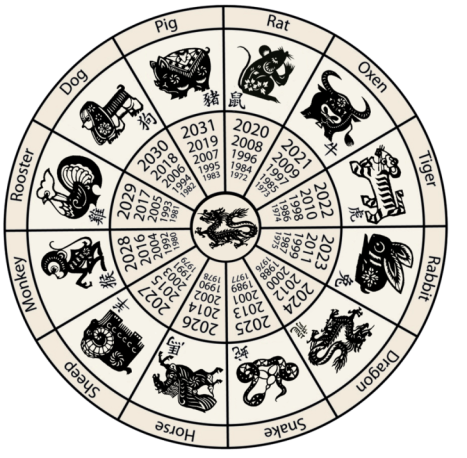 Rat
鼠
2020
2008
1996
1984
1972
Oxen
牛
2021
2009
1997
1985
1973
Tiger
虎
2022
2010
1998
1986
1974
Rabbit
兔
2023
2011
1999
1987
1975
Dragon
龍
2024
2012
2000
1988
1976
Snake
蛇
2025
2013
2001
1989
1977
Horse
馬
2026
2014
2002
1990
1978
Sheep
羊
2027
2015
2003
1991
1979
Monkey
猴
2028
2016
2004
1992
1980
Rooster
雞
2029
2017
2005
1993
1981
Dog
狗
2030
2018
2006
1994
1982
Pig
豬
2031
2019
2007
1995
1983